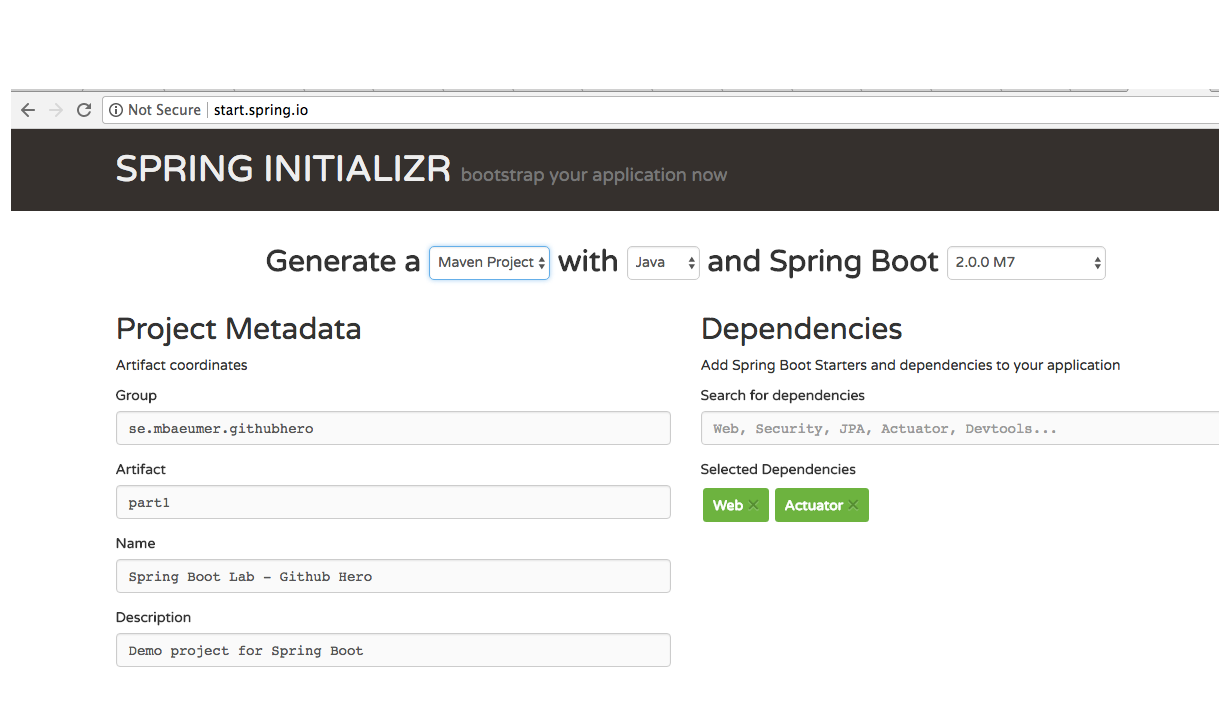 Not Secure start.spring.io
SPRING INITIALIZR bootstrap your application now
Generate a Maven Project with Java and Spring Boot 2.0.0 M7
Project Metadata
Artifact coordinates
Group
se.mbaeumer.githubhero
Artifact
part1
Name
Spring Boot Lab - Github Hero
Description
Demo project for Spring Boot
Dependencies
Add Spring Boot Starters and dependencies to your application
Search for dependencies
Web, Security, JPA, Actuator, Devtools...
Selected Dependencies
Web × Actuator ×